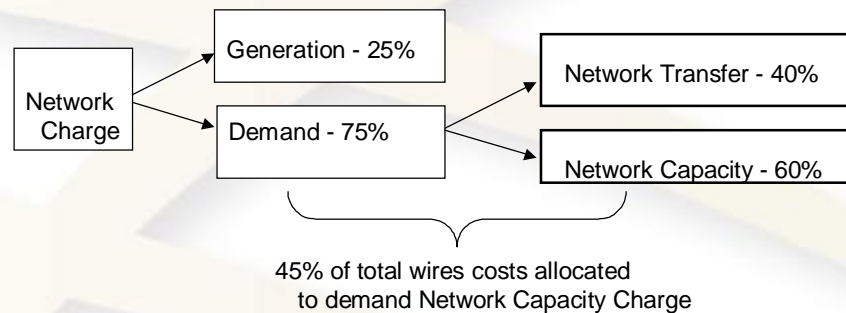 Generation - 25%
Network Transfer - 40%
Network
Charge
Demand - 75%
Network Capacity - 60%
45% of total wires costs allocated
to demand Network Capacity Charge